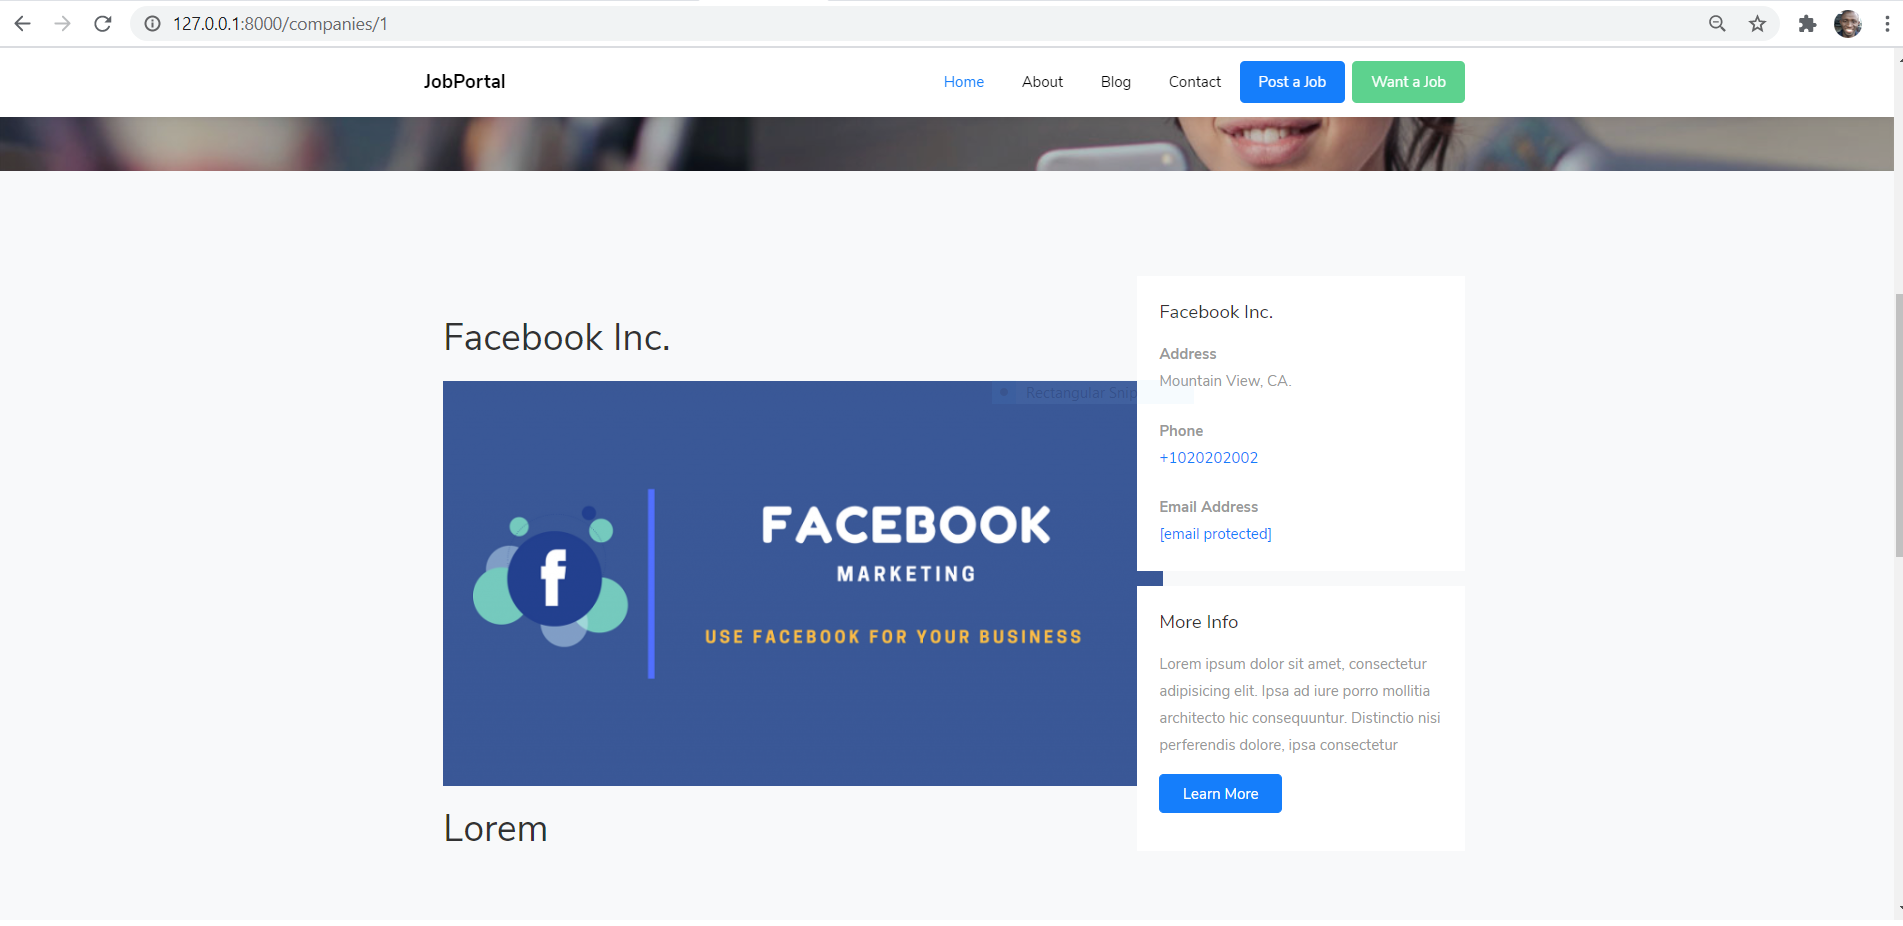 127.0.0.1:8000/companies/1
JobPortal
Home
About
Blog
Contact
Post a Job
Want a Job
Facebook Inc.
Rectangular Snip
FACEBOOK
MARKETING
USE FACEBOOK FOR YOUR BUSINESS
Lorem
Facebook Inc.
Address
Mountain View, CA.
Phone
+1020202002
Email Address
[email protected]
More Info
Lorem ipsum dolor sit amet, consectetur
adipisicing elit. Ipsa ad iure porro mollitia
architecto hic consequuntur. Distinctio nisi
perferendis dolore, ipsa consectetur
Learn More